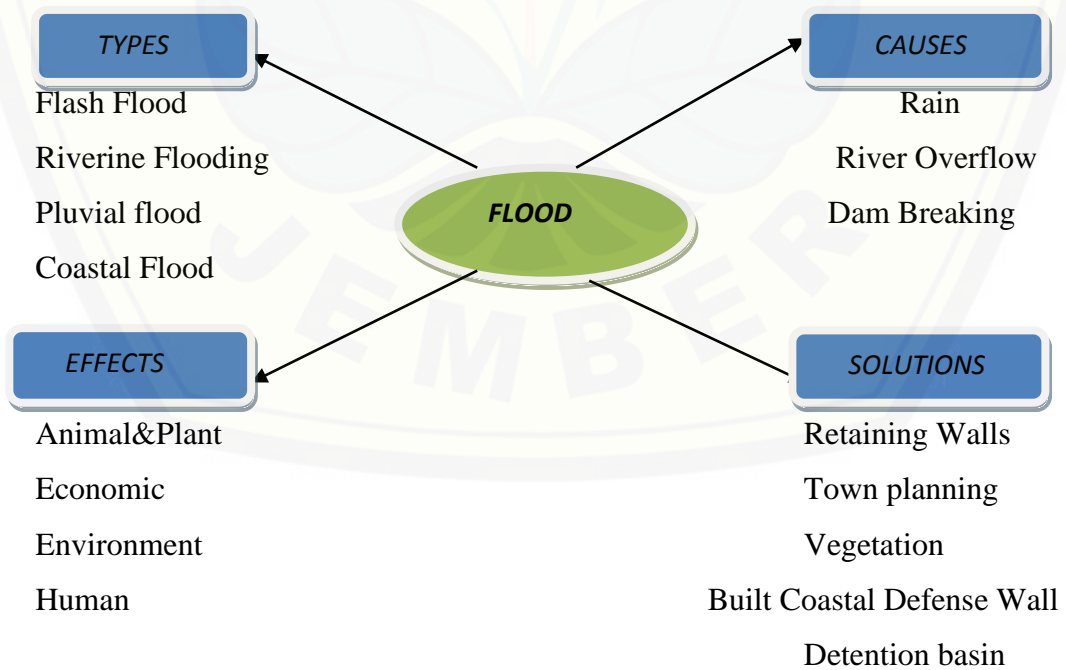 TYPES
Flash Flood
Riverine Flooding
Pluvial flood
Coastal Flood
CAUSES
Rain
River Overflow
Dam Breaking
FLOOD
EFFECTS
Animal&Plant
Economic
Environment
Human
SOLUTIONS
Retaining Walls
Town planning
Vegetation
Built Coastal Defense Wall
Detention basin
JEMBER